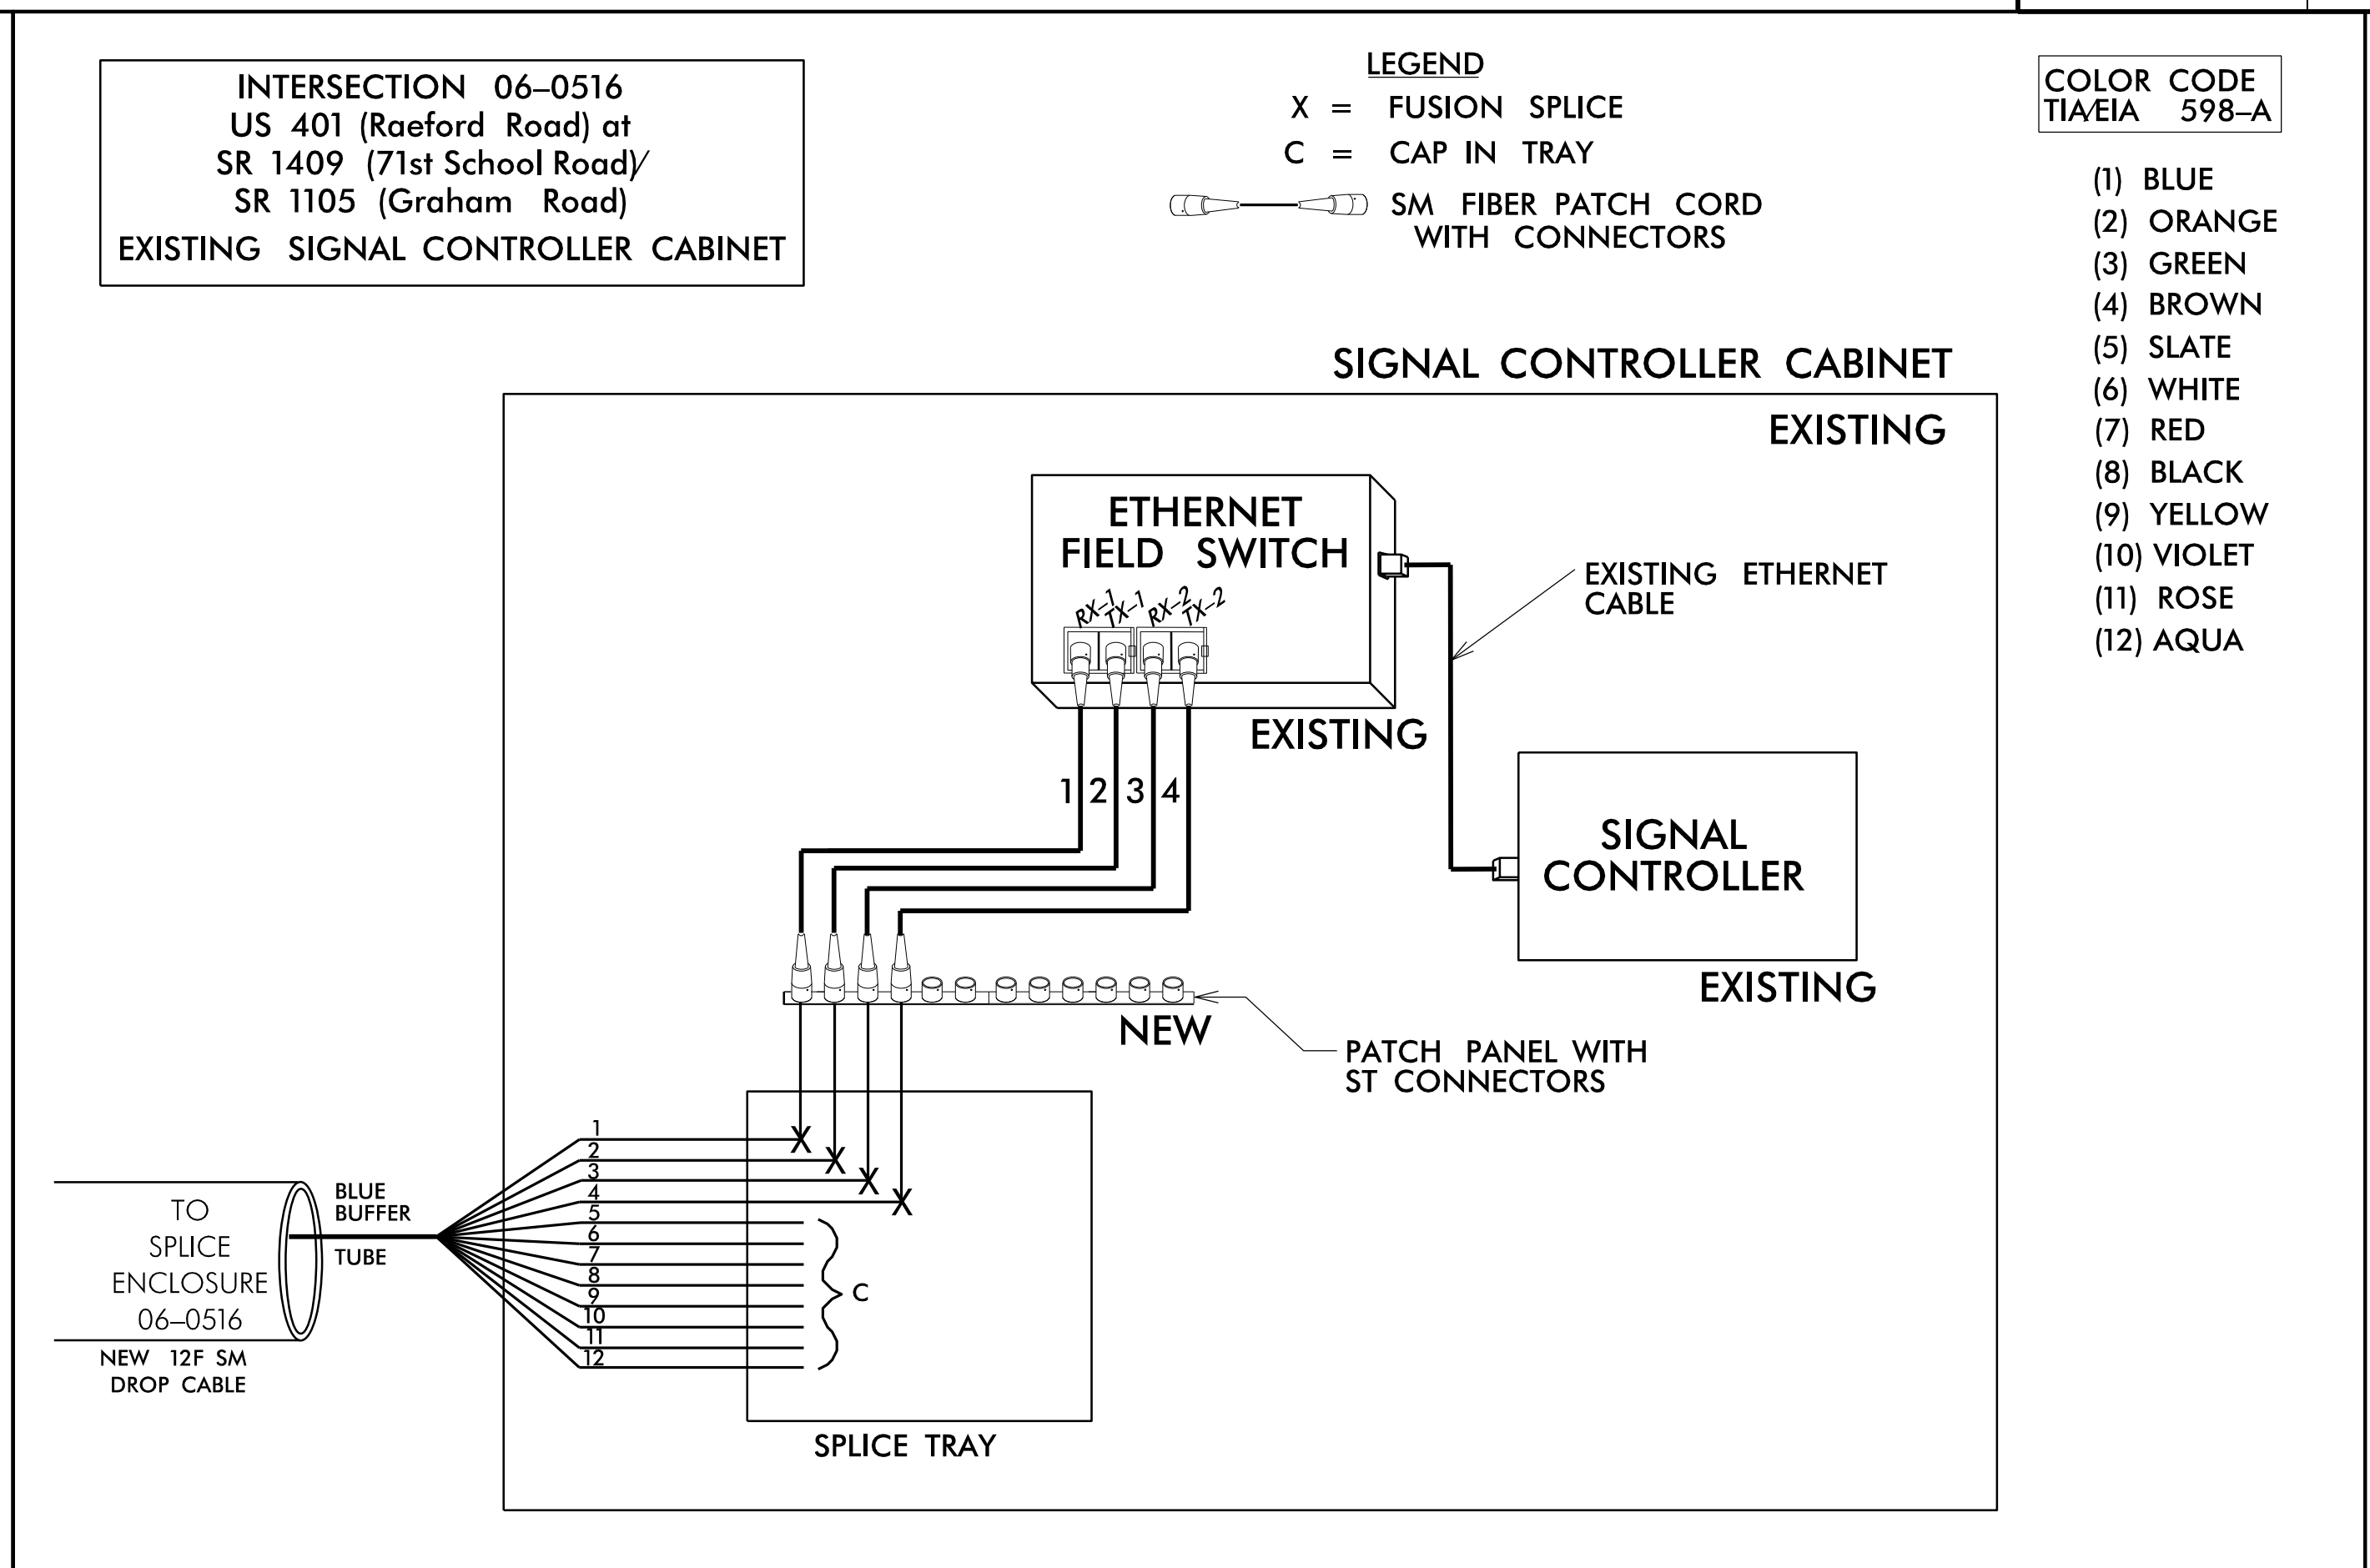 INTERSECTION 06–0516
US 401 (Raeford Road) at
SR 1409 (71st School Road)/
SR 1105 (Graham Road)
EXISTING SIGNAL CONTROLLER CABINET
LEGEND
X = FUSION SPLICE
C = CAP IN TRAY
SM FIBER PATCH CORD
WITH CONNECTORS
COLOR CODE
TIA/EIA 598–A
(1) BLUE
(2) ORANGE
(3) GREEN
(4) BROWN
(5) SLATE
(6) WHITE
(7) RED
(8) BLACK
(9) YELLOW
(10) VIOLET
(11) ROSE
(12) AQUA
SIGNAL CONTROLLER CABINET
EXISTING
ETHERNET
FIELD SWITCH
RX–1
TX–1
RX–2
TX–2
EXISTING
EXISTING ETHERNET
CABLE
1 2 3 4
SIGNAL
CONTROLLER
EXISTING
NEW
PATCH PANEL WITH
ST CONNECTORS
X
X
X
X
1
2
3
4
5
6
7
8
9
10
11
12
C
BLUE
BUFFER
TUBE
TO
SPLICE
ENCLOSURE
06–0516
NEW 12F SM
DROP CABLE
SPLICE TRAY